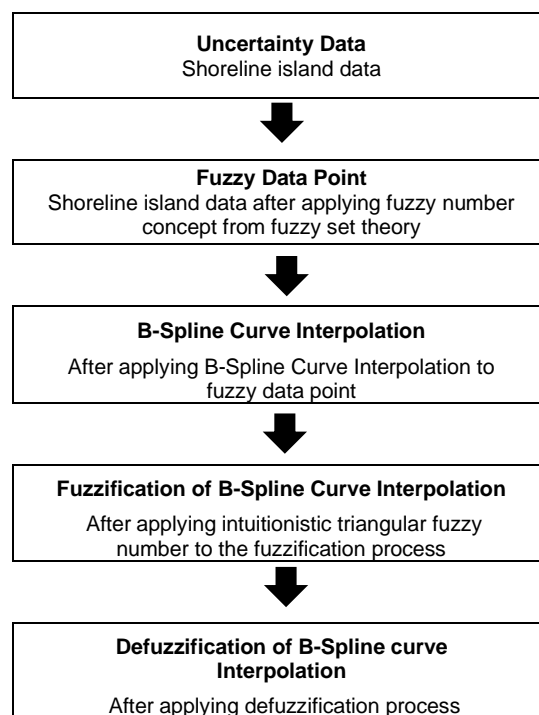 Uncertainty Data
Shoreline island data
Fuzzy Data Point
Shoreline island data after applying fuzzy number
concept from fuzzy set theory
B-Spline Curve Interpolation
After applying B-Spline Curve Interpolation to
fuzzy data point
Fuzzification of B-Spline Curve Interpolation
After applying intuitionistic triangular fuzzy
number to the fuzzification process
Defuzzification of B-Spline curve
Interpolation
After applying defuzzification process